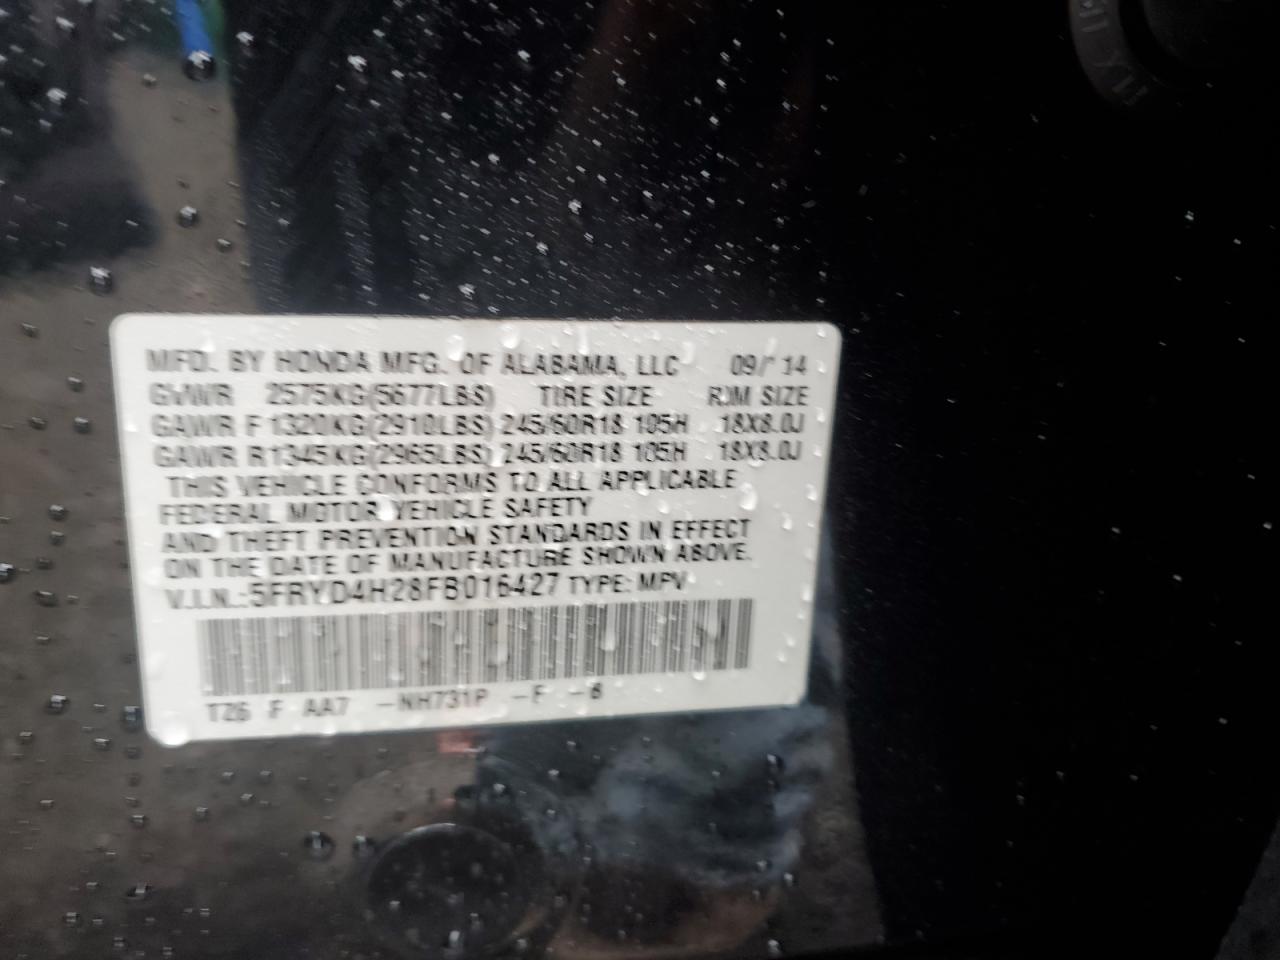 MFD. BY HONDA MFG. OF ALABAMA, LLC 09/ 14
GVWR 2575KG(5677LBS) TIRE SIZE RIM SIZE
GAWR F 1320KG(2910LBS) 245/60R18 105H 18X8.0J
GAWR R1345KG(2965LBS) 245/60R18 105H 18X8.0J
THIS VEHICLE CONFORMS TO ALL APPLICABLE
FEDERAL MOTOR VEHICLE SAFETY
AND THEFT PREVENTION STANDARDS IN EFFECT
ON THE DATE OF MANUFACTURE SHOWN ABOVE.
V.I.N.:5FRYD4H28FB016427 TYPE: MPV
T26 F AA7 -NH731P -F -6